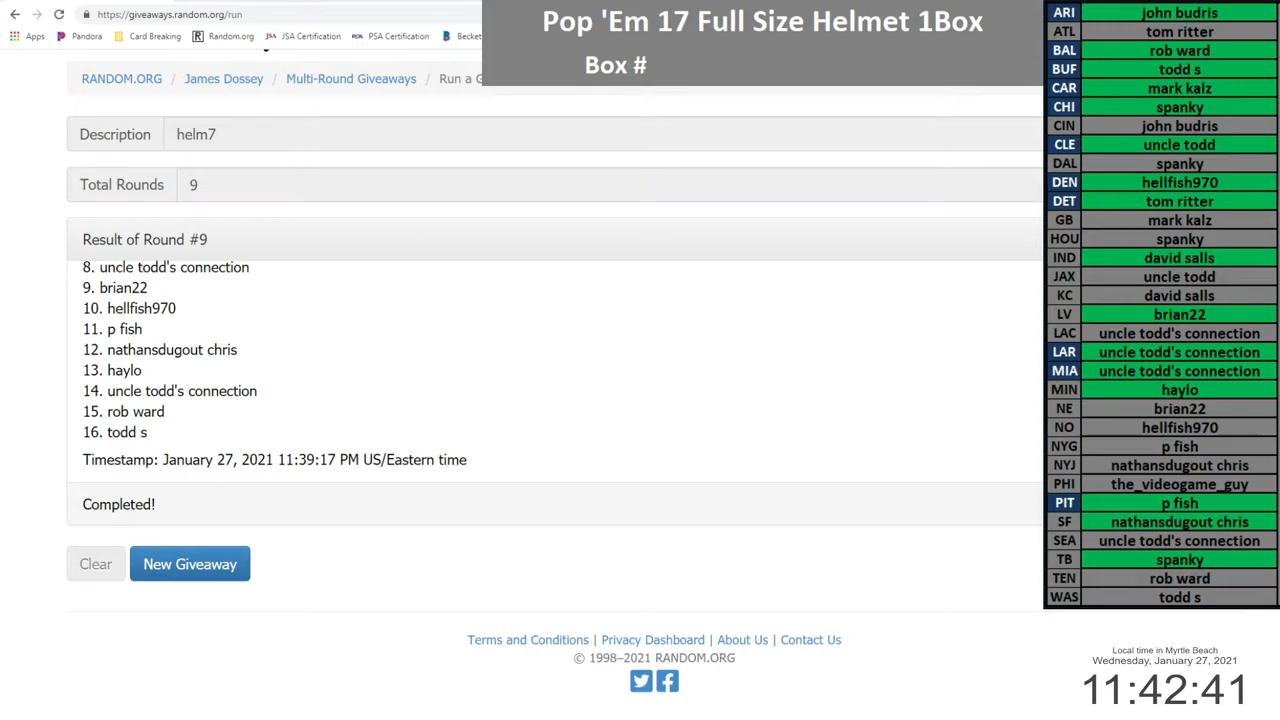 https://giveaways.random.org/run
Apps Pandora Card Breaking Random.org JSA Certification PSA Certification Becket
Pop 'Em 17 Full Size Helmet 1Box
Box #
RANDOM.ORG / James Dossey / Multi-Round Giveaways / Run a G
Description helm7
Total Rounds 9
Result of Round #9
8. uncle todd's connection
9. brian22
10. hellfish970
11. p fish
12. nathansdugout chris
13. haylo
14. uncle todd's connection
15. rob ward
16. todd s
Timestamp: January 27, 2021 11:39:17 PM US/Eastern time
Completed!
Clear New Giveaway
Terms and Conditions | Privacy Dashboard | About Us | Contact Us
© 1998–2021 RANDOM.ORG
ARI john budris
ATL tom ritter
BAL rob ward
BUF todd s
CAR mark kalz
CHI spanky
CIN john budris
CLE uncle todd
DAL spanky
DEN hellfish970
DET tom ritter
GB mark kalz
HOU spanky
IND david salls
JAX uncle todd
KC david salls
LV brian22
LAC uncle todd's connection
LAR uncle todd's connection
MIA uncle todd's connection
MIN haylo
NE brian22
NO hellfish970
NYG p fish
NYJ nathansdugout chris
PHI the_videogame_guy
PIT p fish
SF nathansdugout chris
SEA uncle todd's connection
TB spanky
TEN rob ward
WAS todd s
Local time in Myrtle Beach
Wednesday, January 27, 2021
11:42:41